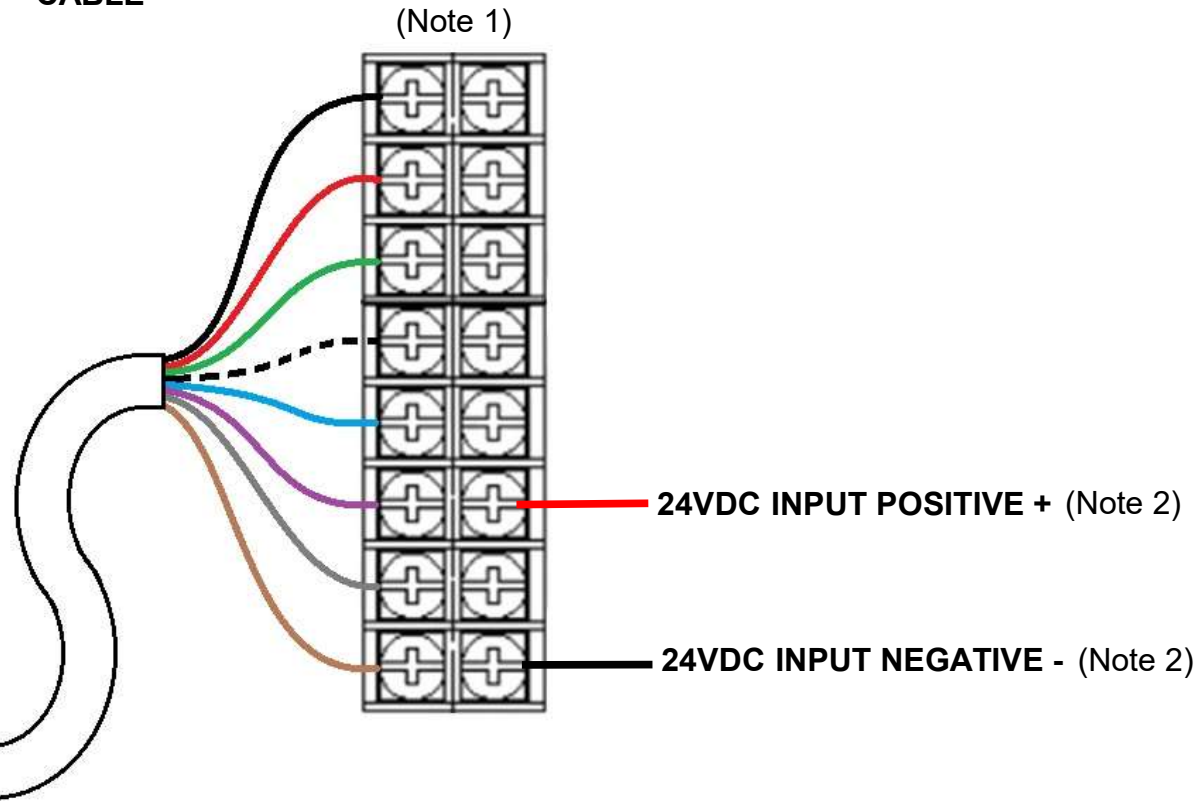 CABLE
(Note 1)
24VDC INPUT POSITIVE + (Note 2)
24VDC INPUT NEGATIVE - (Note 2)